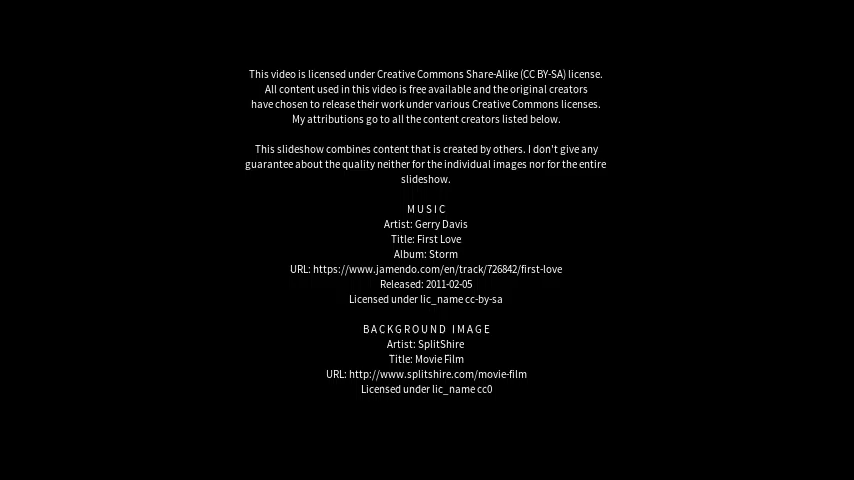 This video is licensed under Creative Commons Share-Alike (CC BY-SA) license.
All content used in this video is free available and the original creators
have chosen to release their work under various Creative Commons licenses.
My attributions go to all the content creators listed below.
This slideshow combines content that is created by others. I don't give any
guarantee about the quality neither for the individual images nor for the entire
slideshow.
MUSIC
Artist: Gerry Davis
Title: First Love
Album: Storm
URL: https://www.jamendo.com/en/track/726842/first-love
Released: 2011-02-05
Licensed under lic_name cc-by-sa
BACKGROUND IMAGE
Artist: SplitShire
Title: Movie Film
URL: http://www.splitshire.com/movie-film
Licensed under lic_name cc0